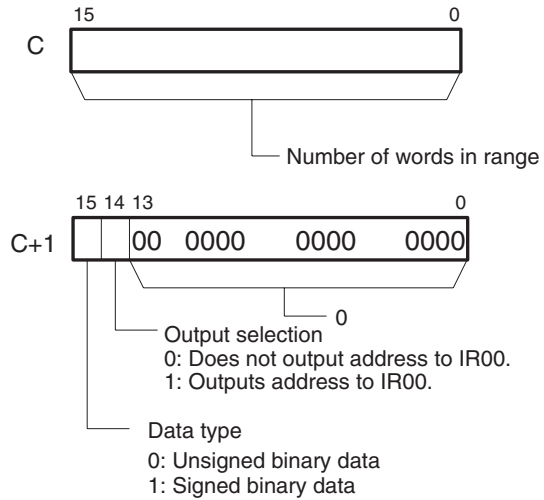 15 0
C
Number of words in range
15 14 13 0
C+1 00 0000 0000 0000
0
Output selection
0: Does not output address to IR00.
1: Outputs address to IR00.
Data type
0: Unsigned binary data
1: Signed binary data